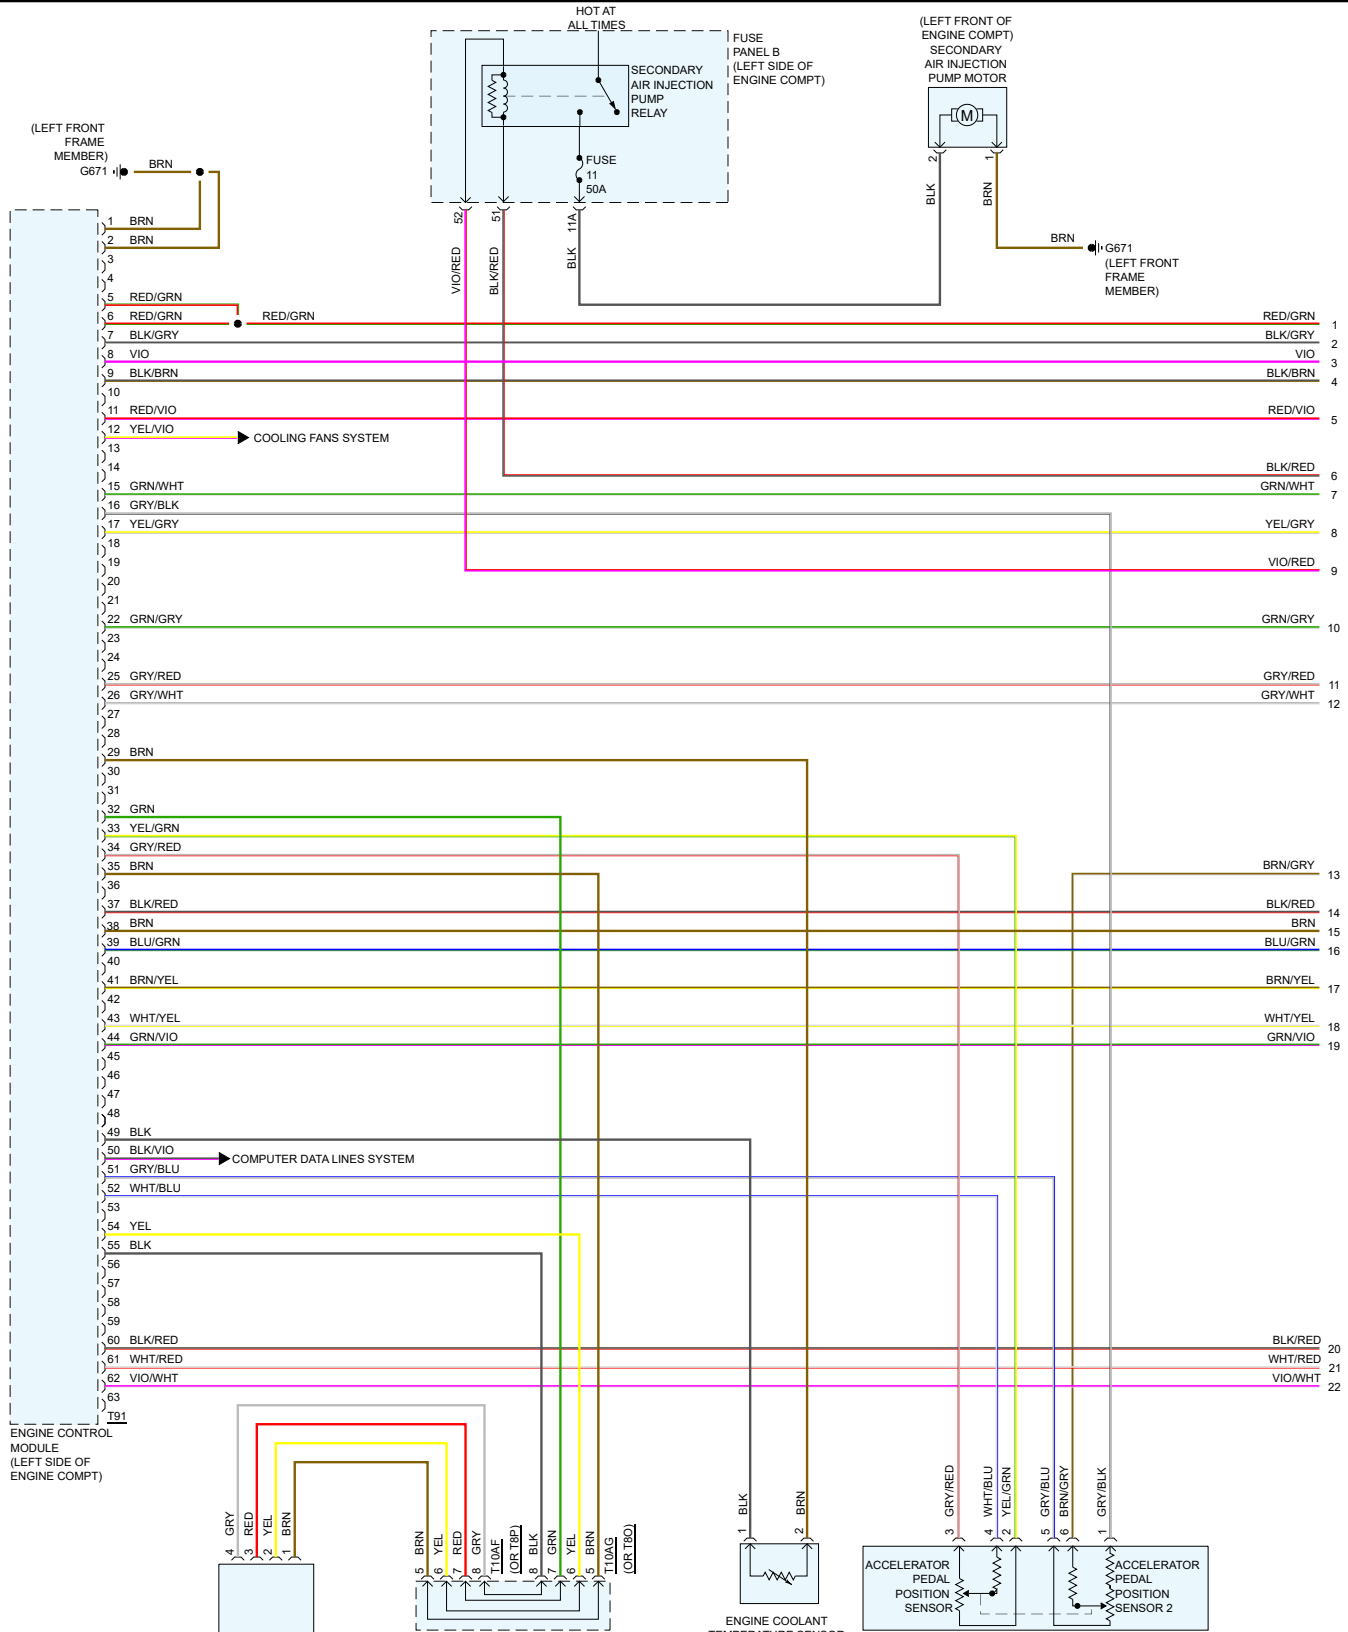 HOT AT
ALL TIMES
FUSE
PANEL B
(LEFT SIDE OF
ENGINE COMPT)
SECONDARY
AIR INJECTION
PUMP
RELAY
FUSE
11
50A
52
51
11A
VIO/RED
BLK/RED
BLK
(LEFT FRONT OF
ENGINE COMPT)
SECONDARY
AIR INJECTION
PUMP MOTOR
M
2
1
BLK
BRN
BRN
G671
(LEFT FRONT
FRAME
MEMBER)
(LEFT FRONT
FRAME
MEMBER)
G671
BRN
1 BRN
2 BRN
3
4
5 RED/GRN
6 RED/GRN RED/GRN RED/GRN 1
7 BLK/GRY BLK/GRY 2
8 VIO VIO 3
9 BLK/BRN BLK/BRN 4
10
11 RED/VIO RED/VIO 5
12 YEL/VIO COOLING FANS SYSTEM
13
14
BLK/RED 6
15 GRN/WHT GRN/WHT 7
16 GRY/BLK
17 YEL/GRY YEL/GRY 8
18
19
VIO/RED 9
20
21
22 GRN/GRY GRN/GRY 10
23
24
25 GRY/RED GRY/RED 11
26 GRY/WHT GRY/WHT 12
27
28
29 BRN
30
31
32 GRN
33 YEL/GRN
34 GRY/RED
35 BRN BRN/GRY 13
36
37 BLK/RED BLK/RED 14
38 BRN BRN 15
39 BLU/GRN BLU/GRN 16
40
41 BRN/YEL BRN/YEL 17
42
43 WHT/YEL WHT/YEL 18
44 GRN/VIO GRN/VIO 19
45
46
47
48
49 BLK
50 BLK/VIO COMPUTER DATA LINES SYSTEM
51 GRY/BLU
52 WHT/BLU
53
54 YEL
55 BLK
56
57
58
59
60 BLK/RED BLK/RED 20
61 WHT/RED WHT/RED 21
62 VIO/WHT VIO/WHT 22
63
T91
ENGINE CONTROL
MODULE
(LEFT SIDE OF
ENGINE COMPT)
4 GRY
3 RED
2 YEL
1 BRN
5 BRN
6 YEL
7 RED
8 GRY
T10AF
(OR T8P)
8 BLK
7 GRN
6 YEL
5 BRN
T10AG
(OR T8O)
1 BLK
2 BRN
ENGINE COOLANT
TEMPERATURE SENSOR
3 GRY/RED
4 WHT/BLU
2 YEL/GRN
5 GRY/BLU
6 BRN/GRY
1 GRY/BLK
ACCELERATOR
PEDAL
POSITION
SENSOR
ACCELERATOR
PEDAL
POSITION
SENSOR 2